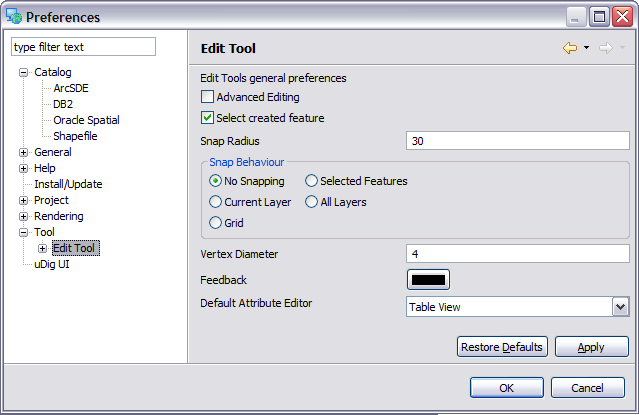 Preferences
type filter text
Catalog
ArcSDE
DB2
Oracle Spatial
Shapefile
General
Help
Install/Update
Project
Rendering
Tool
Edit Tool
uDig UI
Edit Tool
Edit Tools general preferences
Advanced Editing
Select created feature
Snap Radius 30
Snap Behaviour
No Snapping Selected Features
Current Layer All Layers
Grid
Vertex Diameter 4
Feedback
Default Attribute Editor Table View
Restore Defaults Apply
OK Cancel